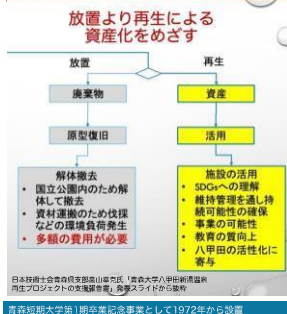 放置より再生による
資産化をめざす
放置
再生
廃棄物
資産
原型復旧
活用
解体撤去
• 国立公園内のため解
体して撤去
• 資材運搬のため伐採
などの環境負荷発生
• 多額の費用が必要
施設の活用
• SDGsへの理解
• 維持管理を通し持
続可能性の確保
• 事業の可能性
• 教育の質向上
• 八甲田の活性化に
寄与
日本技術士会青森県支部高山幸克氏「青森大学八甲田新湯温泉
再生プロジェクトの支援報告書」発表スライドから抜粋
青森短期大学第1期卒業記念事業として1972年から設置